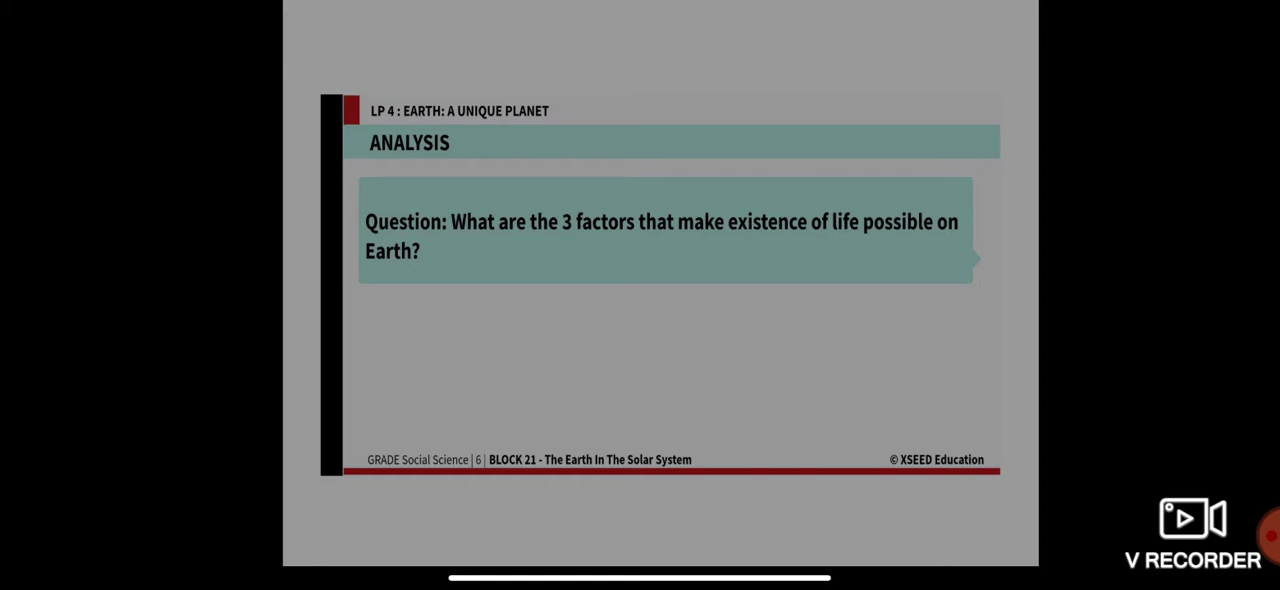 LP 4 : EARTH: A UNIQUE PLANET
ANALYSIS
Question: What are the 3 factors that make existence of life possible on
Earth?
GRADE Social Science | 6 | BLOCK 21 - The Earth In The Solar System
© XSEED Education
V RECORDER